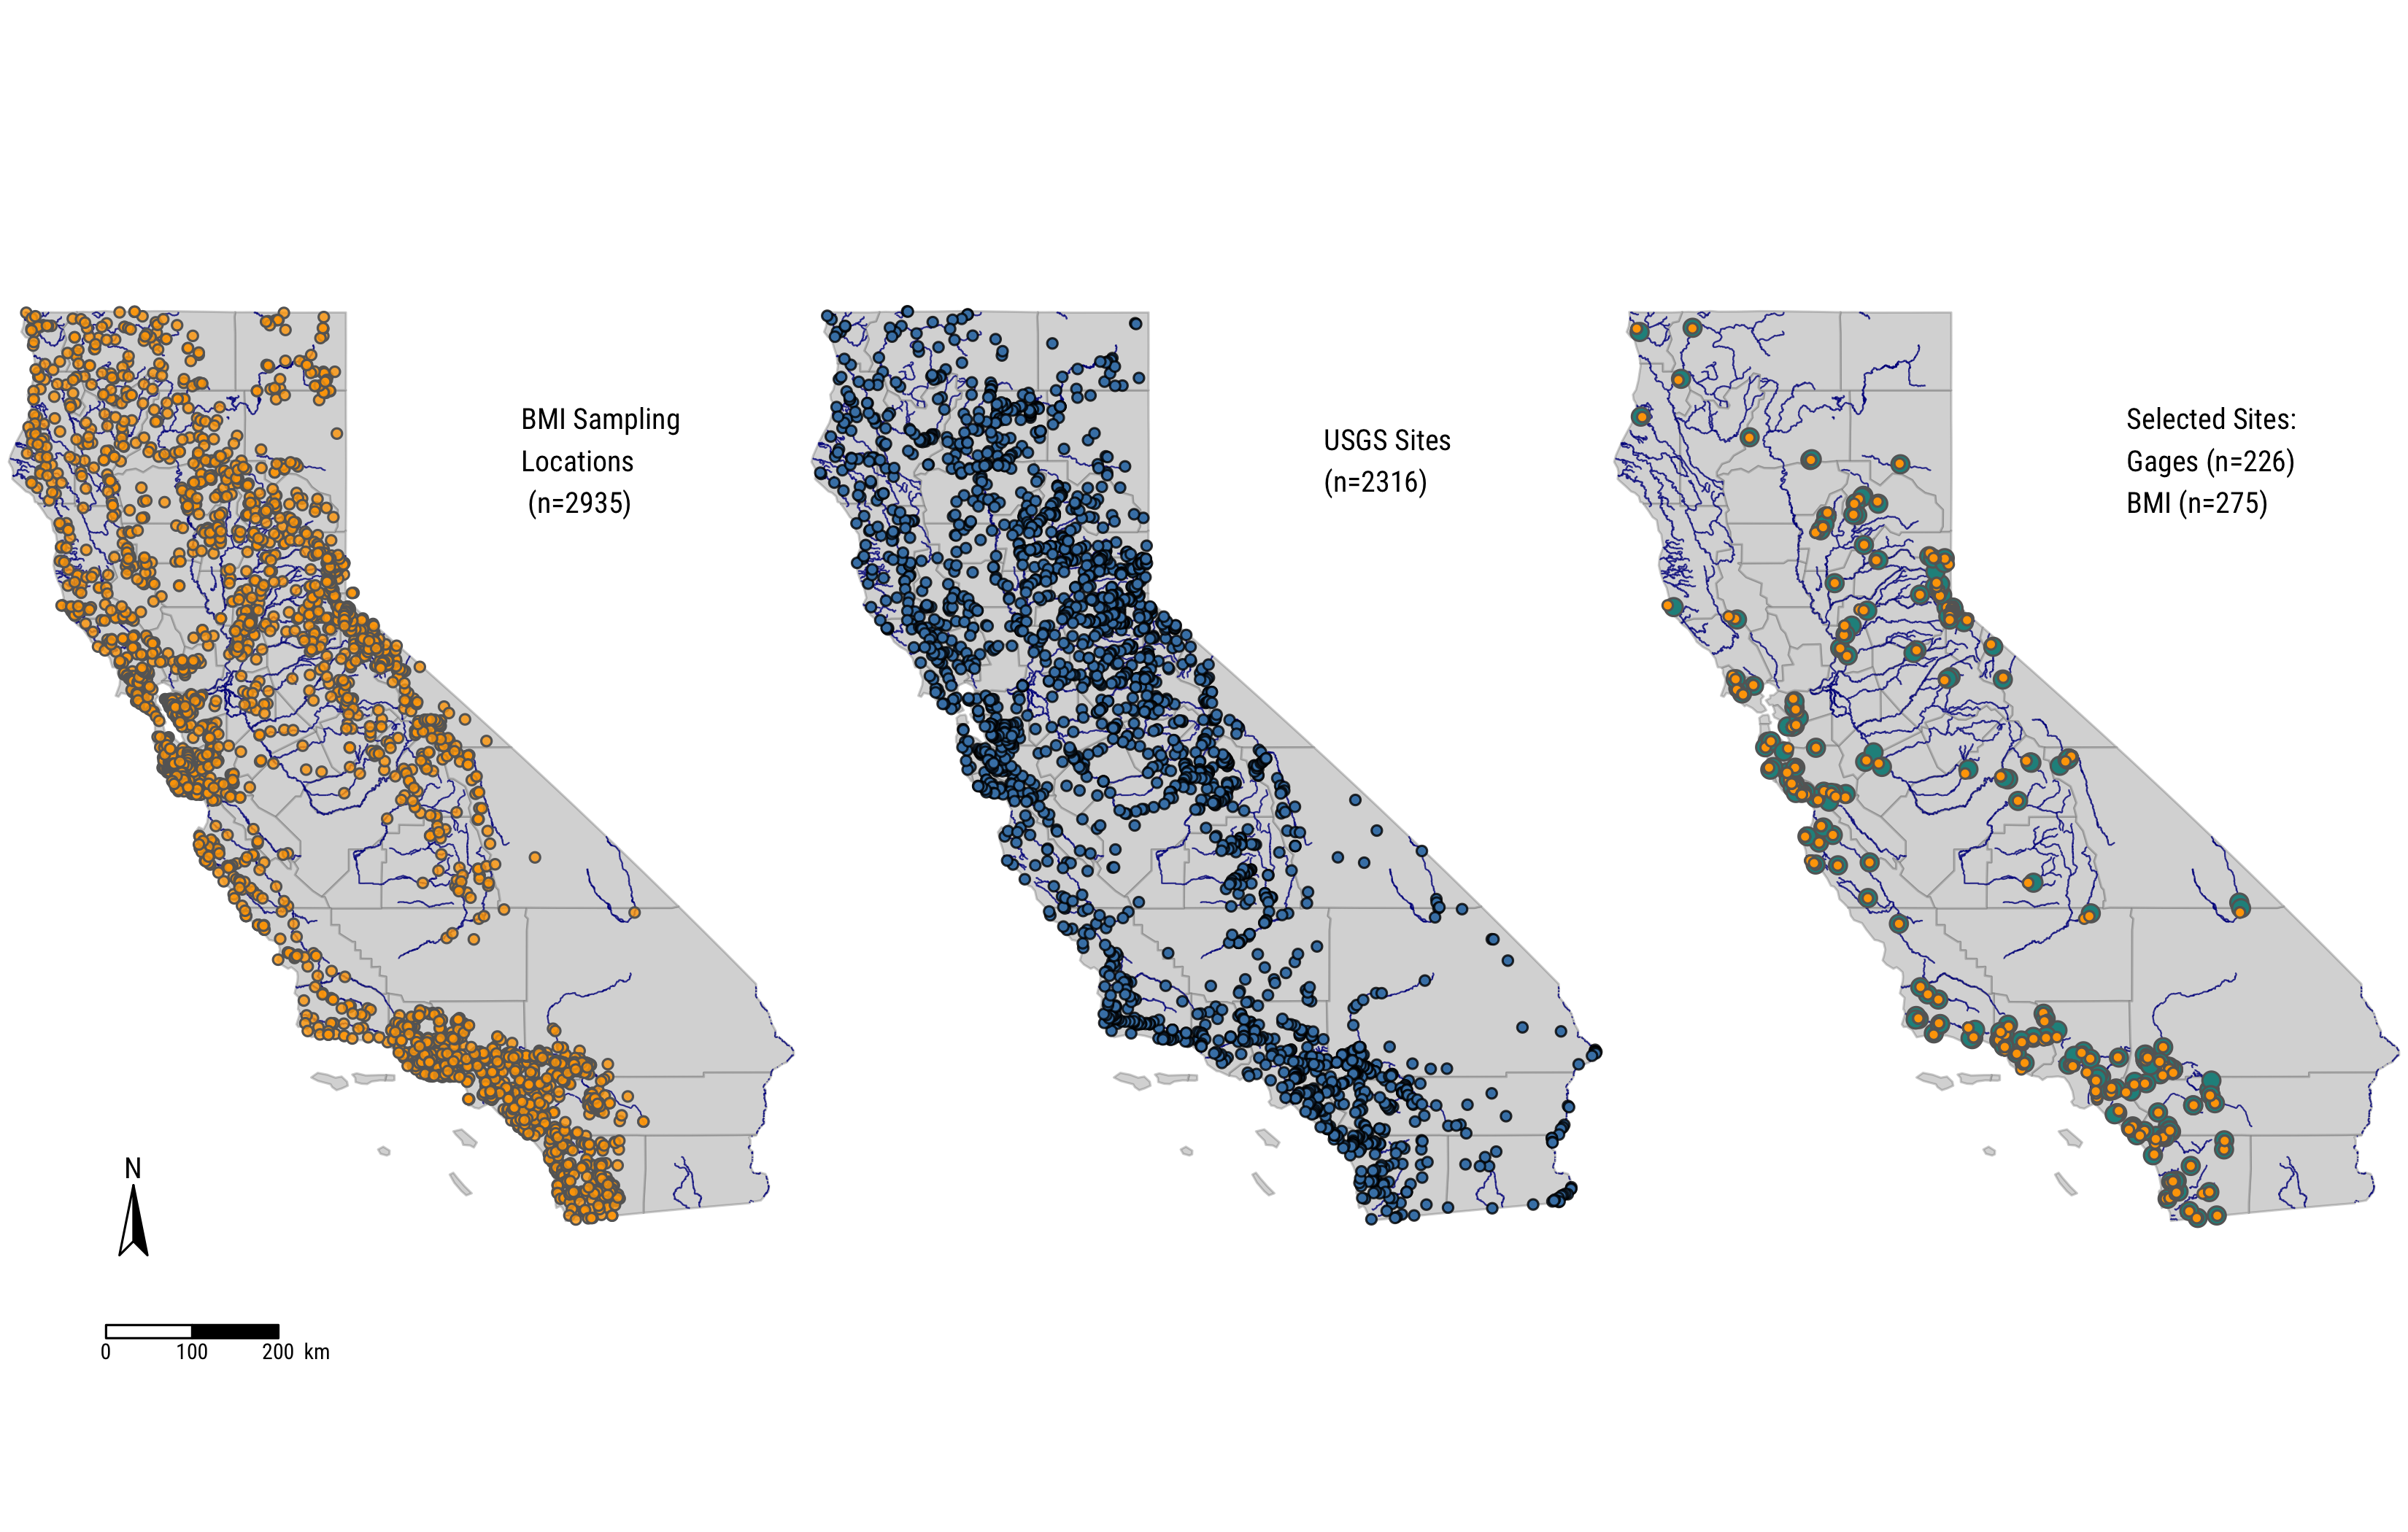 BMI Sampling
Locations
(n=2935)
USGS Sites
(n=2316)
Selected Sites:
Gages (n=226)
BMI (n=275)
N
0 100 200 km